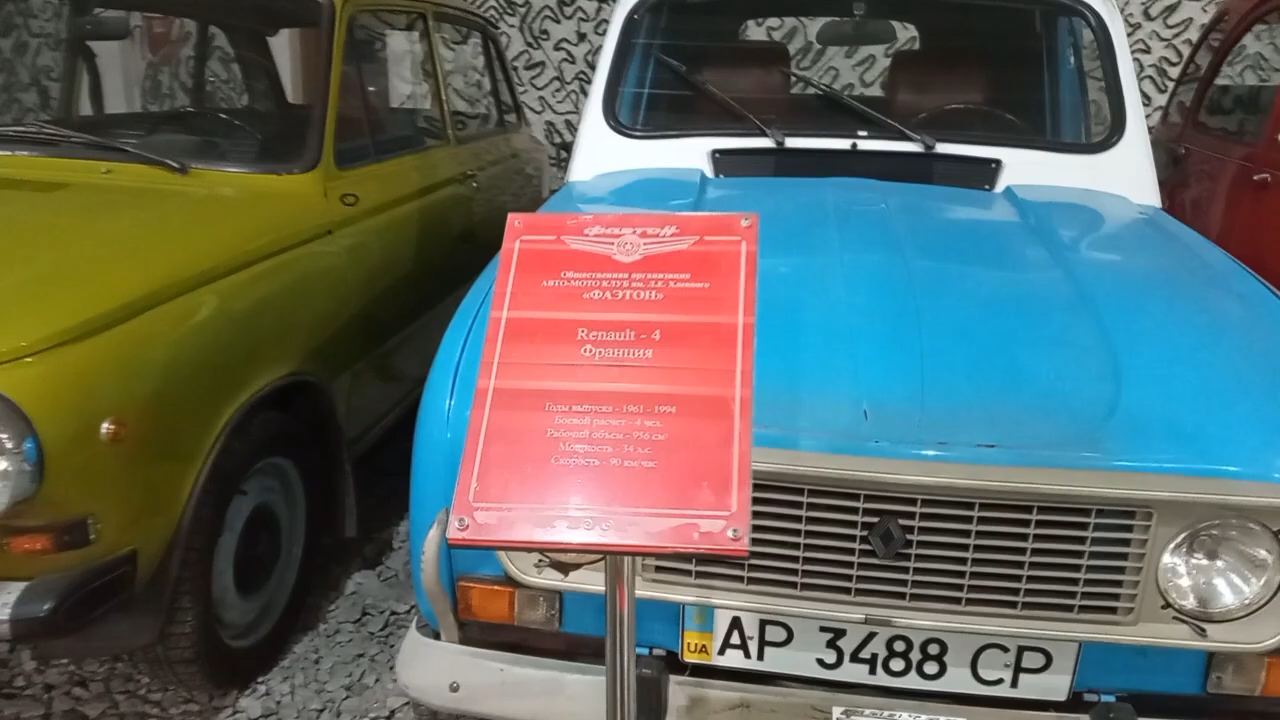 фаэтон
Общественная организация
АВТО-МОТО КЛУБ им. Л.Е. Хлевного
«ФАЭТОН»
Renault - 4
Франция
Годы выпуска - 1961 - 1994
Боевой расчет - 4 чел.
Рабочий объем - 956 см³
Мощность - 34 л.с.
Скорость - 90 км/час
UA
AP 3488 CP